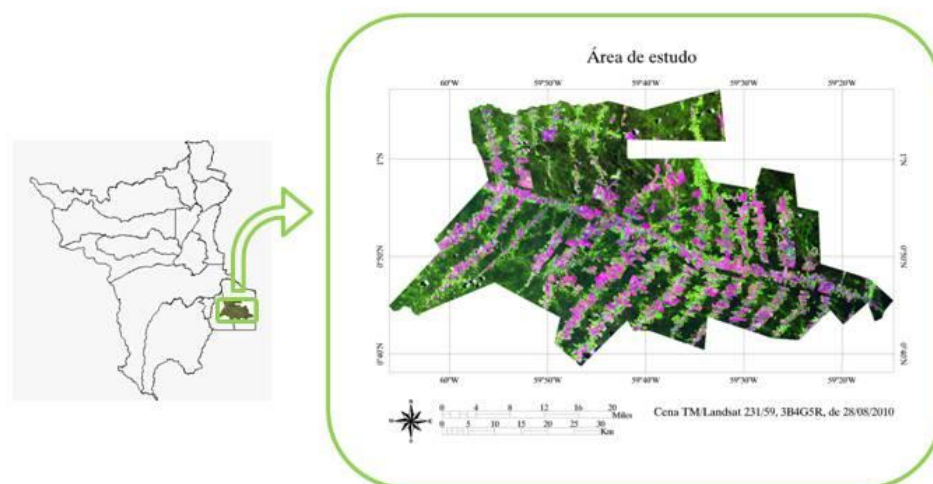 Área de estudo
60°W 59°50'W 59°40'W 59°30'W 59°20'W
1°N 1°N
0°50'N 0°50'N
0°40'N 0°40'N
60°W 59°50'W 59°40'W 59°30'W 59°20'W
N
W E
S
0 4 8 12 16 20
Miles
0 5 10 15 20 25 30
Km
Cena TM/Landsat 231/59, 3B4G5R, de 28/08/2010